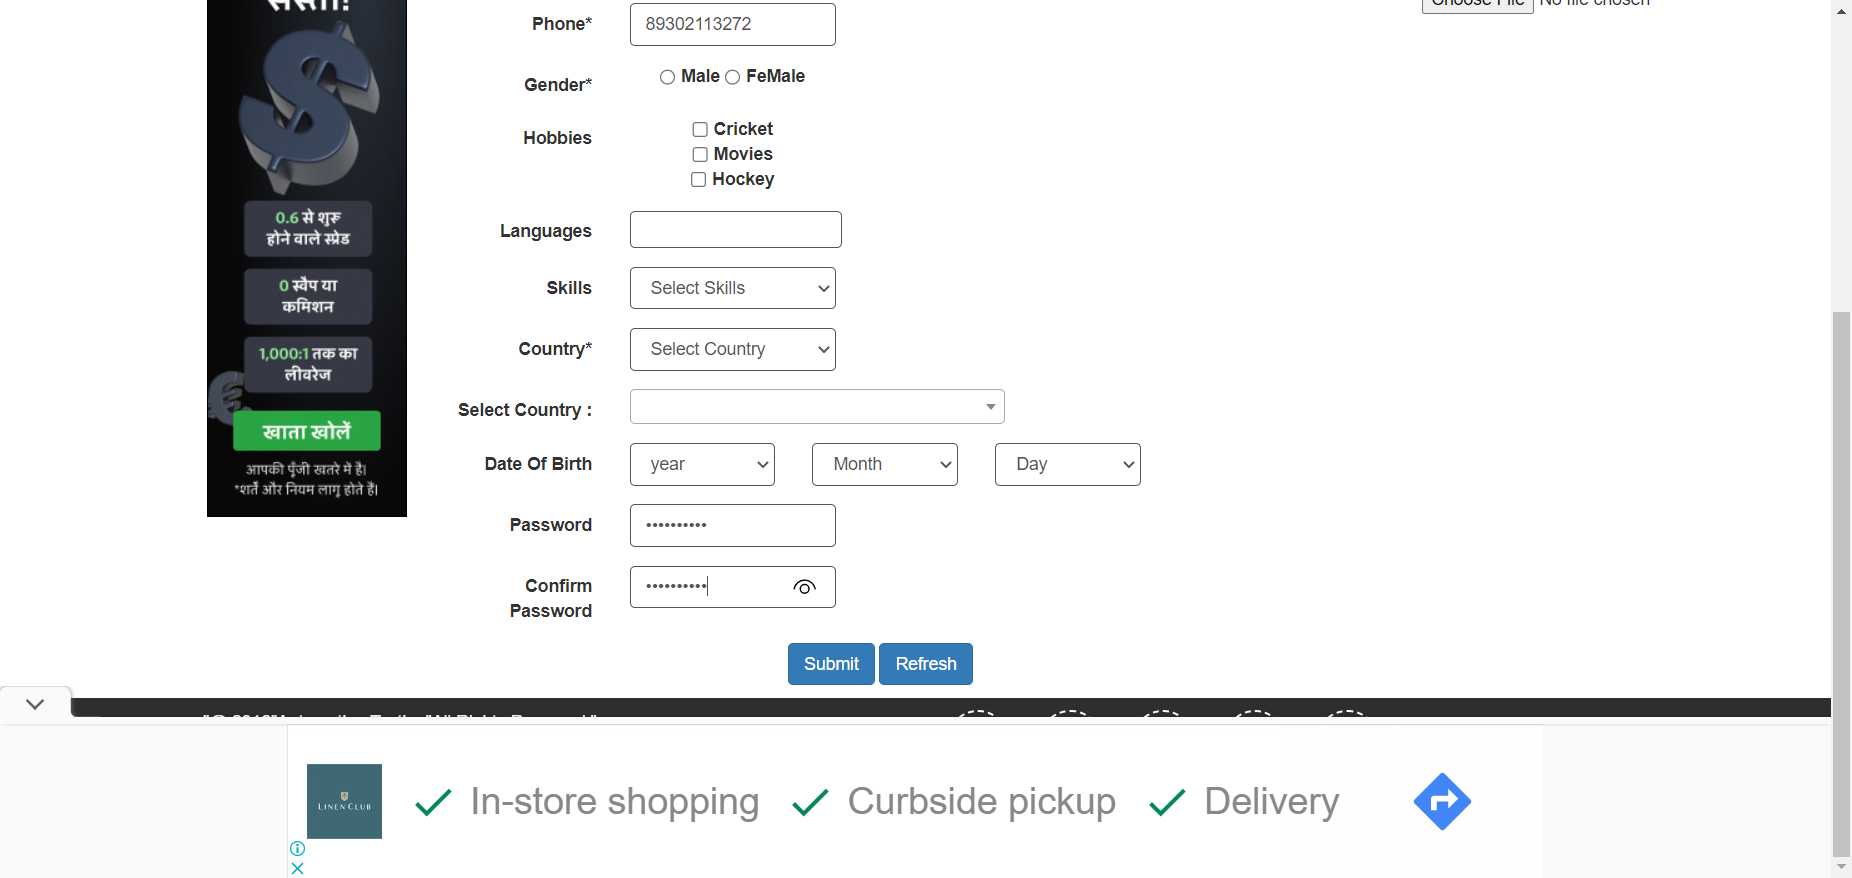 सस्ता!
0.6 से शुरू
होने वाले स्प्रेड
0 स्वैप या
कमिशन
1,000:1 तक का
लीवरेज
खाता खोलें
आपकी पूँजी खतरे में है।
*शर्तें और नियम लागू होते हैं।
Choose File No file chosen
Phone* 89302113272
Gender* Male FeMale
Hobbies Cricket
Movies
Hockey
Languages
Skills Select Skills
Country* Select Country
Select Country :
Date Of Birth year Month Day
Password ••••••••••
Confirm ••••••••••
Password
Submit Refresh
LINEN CLUB
In-store shopping Curbside pickup Delivery